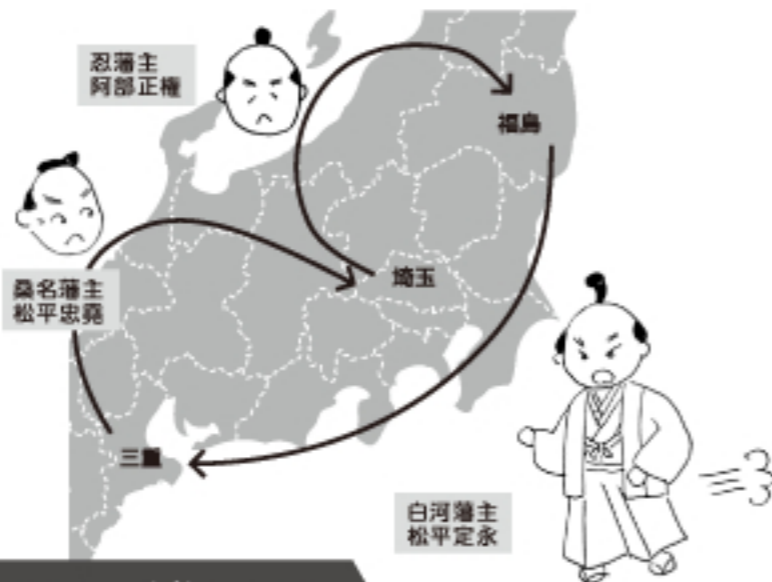 忍藩主
阿部正権
福島
桑名藩主
松平忠堯
埼玉
三重
白河藩主
松平定永